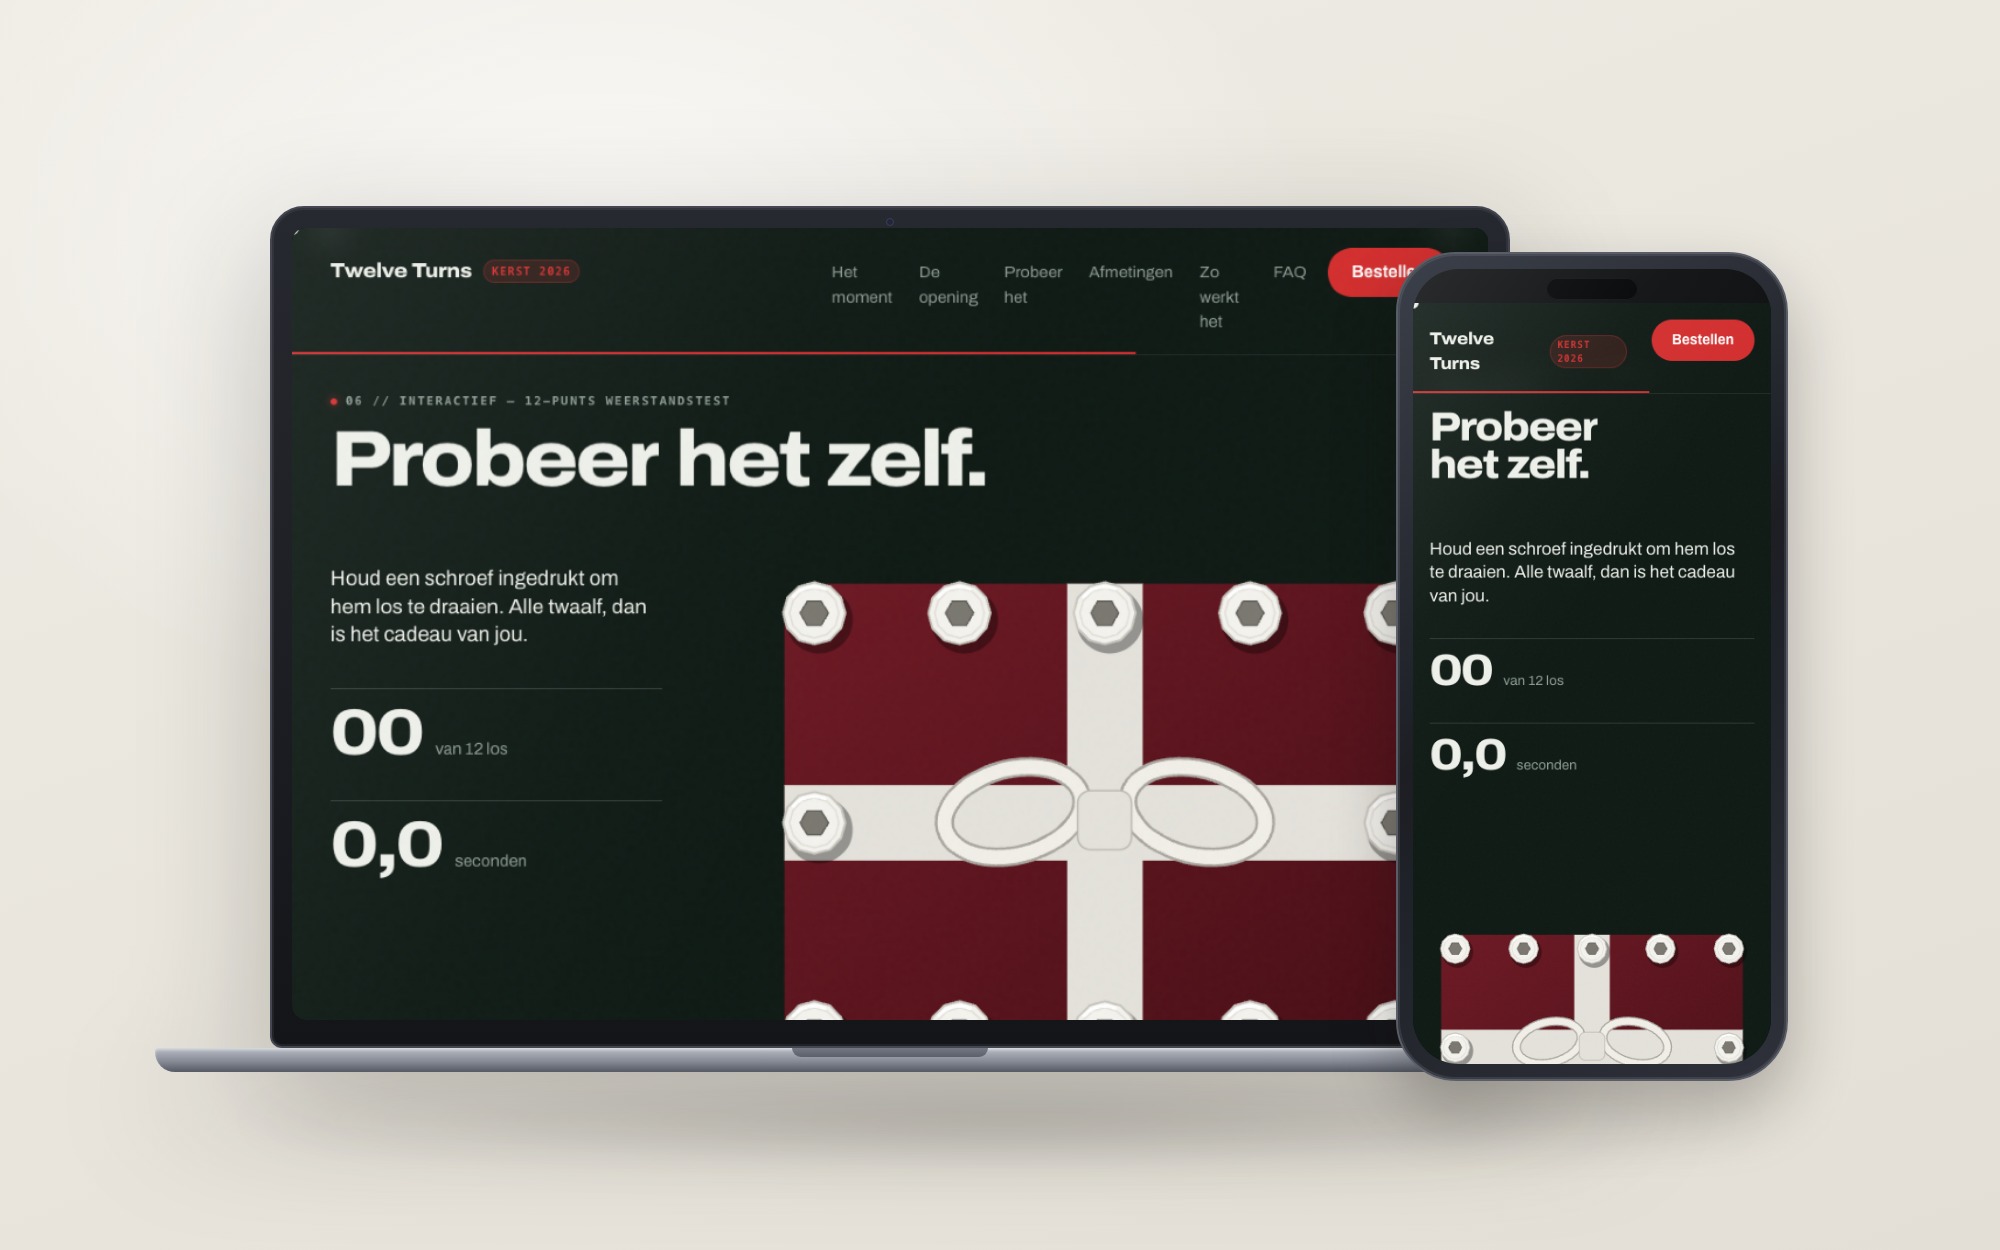 Twelve Turns KERST 2026
Het moment
De opening
Probeer het
Afmetingen
Zo werkt het
FAQ
06 // INTERACTIEF — 12-PUNTS WEERSTANDSTEST
Probeer het zelf.
Houd een schroef ingedrukt om
hem los te draaien. Alle twaalf, dan
is het cadeau van jou.
00 van 12 los
0,0 seconden
Twelve
Turns
KERST
2026
Bestellen
Probeer
het zelf.
Houd een schroef ingedrukt om hem los
te draaien. Alle twaalf, dan is het cadeau
van jou.
00 van 12 los
0,0 seconden